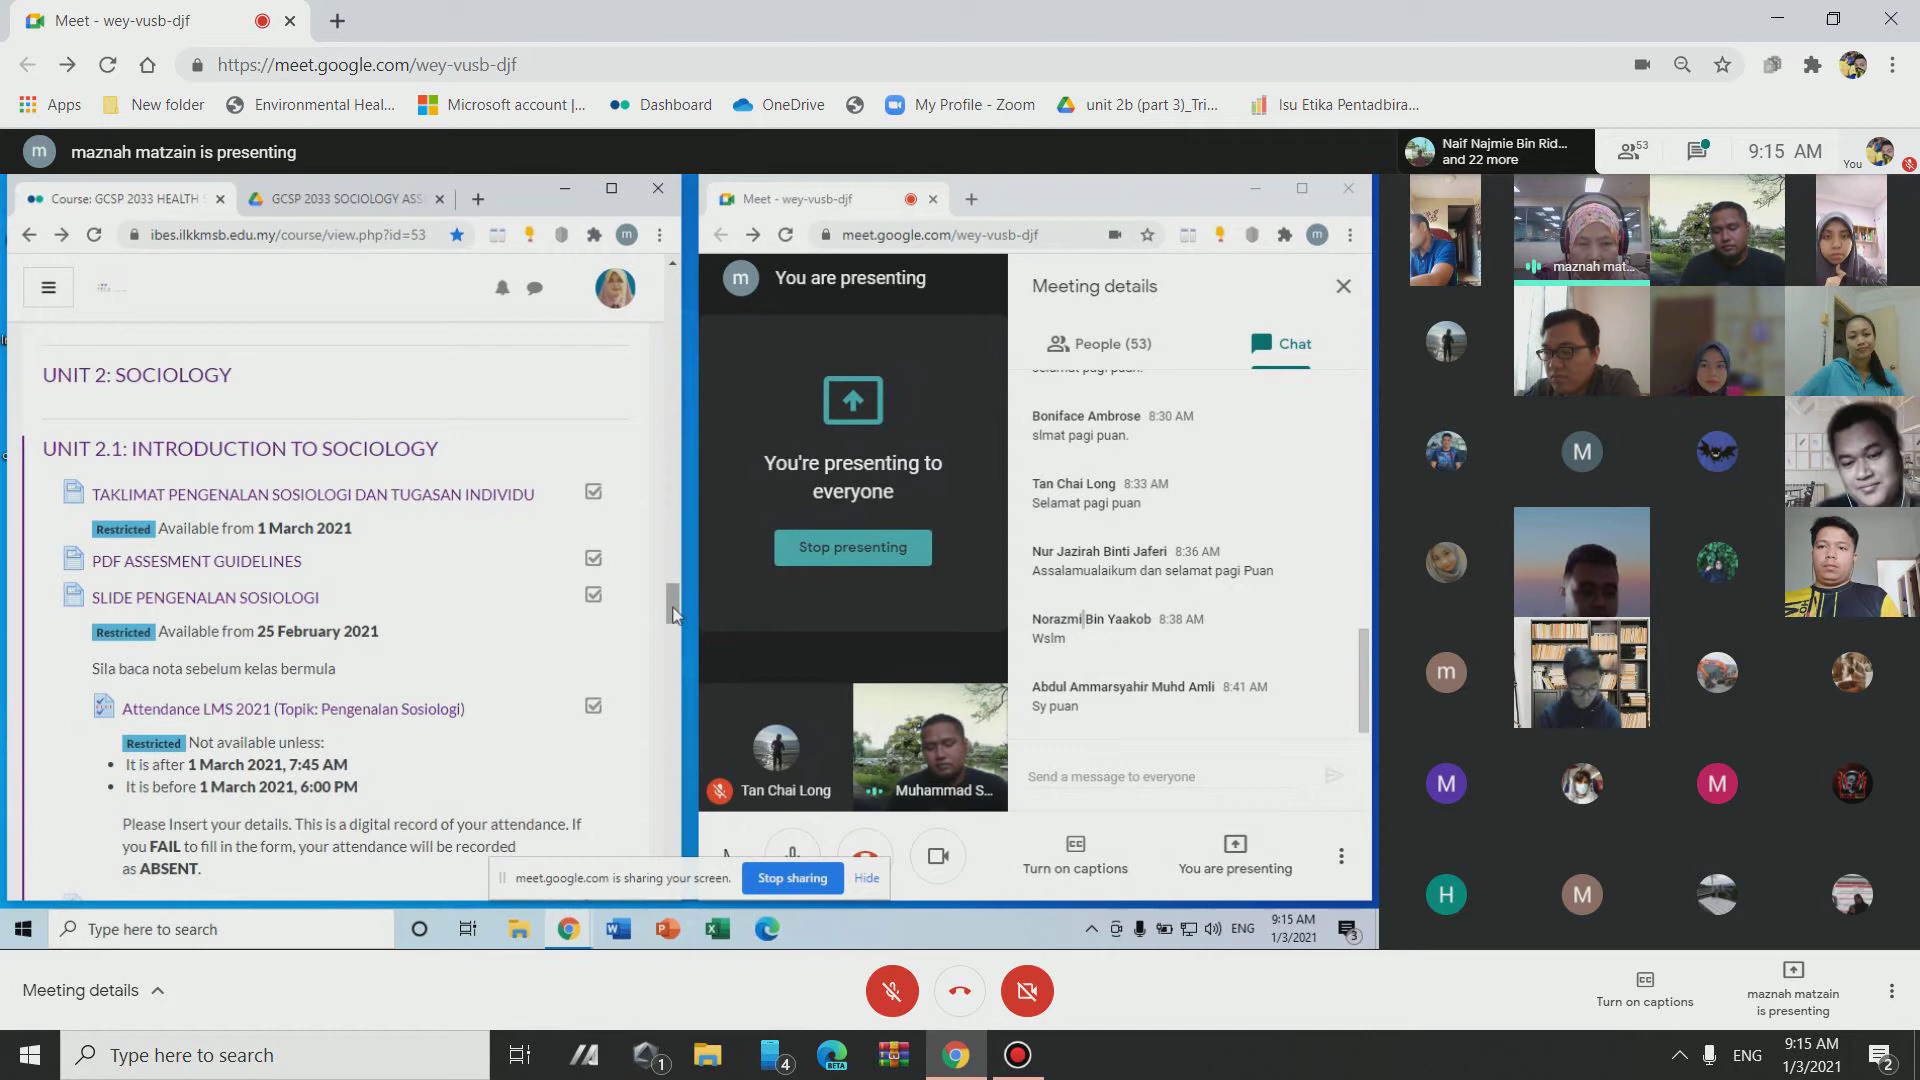 Meet - wey-vusb-djf
https://meet.google.com/wey-vusb-djf
Apps
New folder
Environmental Heal...
Microsoft account |...
Dashboard
OneDrive
My Profile - Zoom
unit 2b (part 3)_Tri...
Isu Etika Pentadbira...
m
maznah matzain is presenting
Naif Najmie Bin Rid...
and 22 more
53
9:15 AM
You
Course: GCSP 2033 HEALTH S
GCSP 2033 SOCIOLOGY ASS
ibes.ilkkmsb.edu.my/course/view.php?id=53
m
UNIT 2: SOCIOLOGY
UNIT 2.1: INTRODUCTION TO SOCIOLOGY
TAKLIMAT PENGENALAN SOSIOLOGI DAN TUGASAN INDIVIDU
Restricted Available from 1 March 2021
PDF ASSESMENT GUIDELINES
SLIDE PENGENALAN SOSIOLOGI
Restricted Available from 25 February 2021
Sila baca nota sebelum kelas bermula
Attendance LMS 2021 (Topik: Pengenalan Sosiologi)
Restricted Not available unless:
It is after 1 March 2021, 7:45 AM
It is before 1 March 2021, 6:00 PM
Please Insert your details. This is a digital record of your attendance. If
you FAIL to fill in the form, your attendance will be recorded
as ABSENT.
Meet - wey-vusb-djf
meet.google.com/wey-vusb-djf
m
m
You are presenting
You're presenting to
everyone
Stop presenting
Tan Chai Long
Muhammad S...
Meeting details
People (53)
Chat
Selamat pagi puan.
Boniface Ambrose 8:30 AM
slmat pagi puan.
Tan Chai Long 8:33 AM
Selamat pagi puan
Nur Jazirah Binti Jaferi 8:36 AM
Assalamualaikum dan selamat pagi Puan
Norazmi Bin Yaakob 8:38 AM
Wslm
Abdul Ammarsyahir Muhd Amli 8:41 AM
Sy puan
Send a message to everyone
Turn on captions
You are presenting
meet.google.com is sharing your screen.
Stop sharing
Hide
Type here to search
ENG
9:15 AM
1/3/2021
3
maznah mat...
M
m
M
M
H
M
Meeting details
Turn on captions
maznah matzain
is presenting
Type here to search
1
4
BETA
ENG
9:15 AM
1/3/2021
2